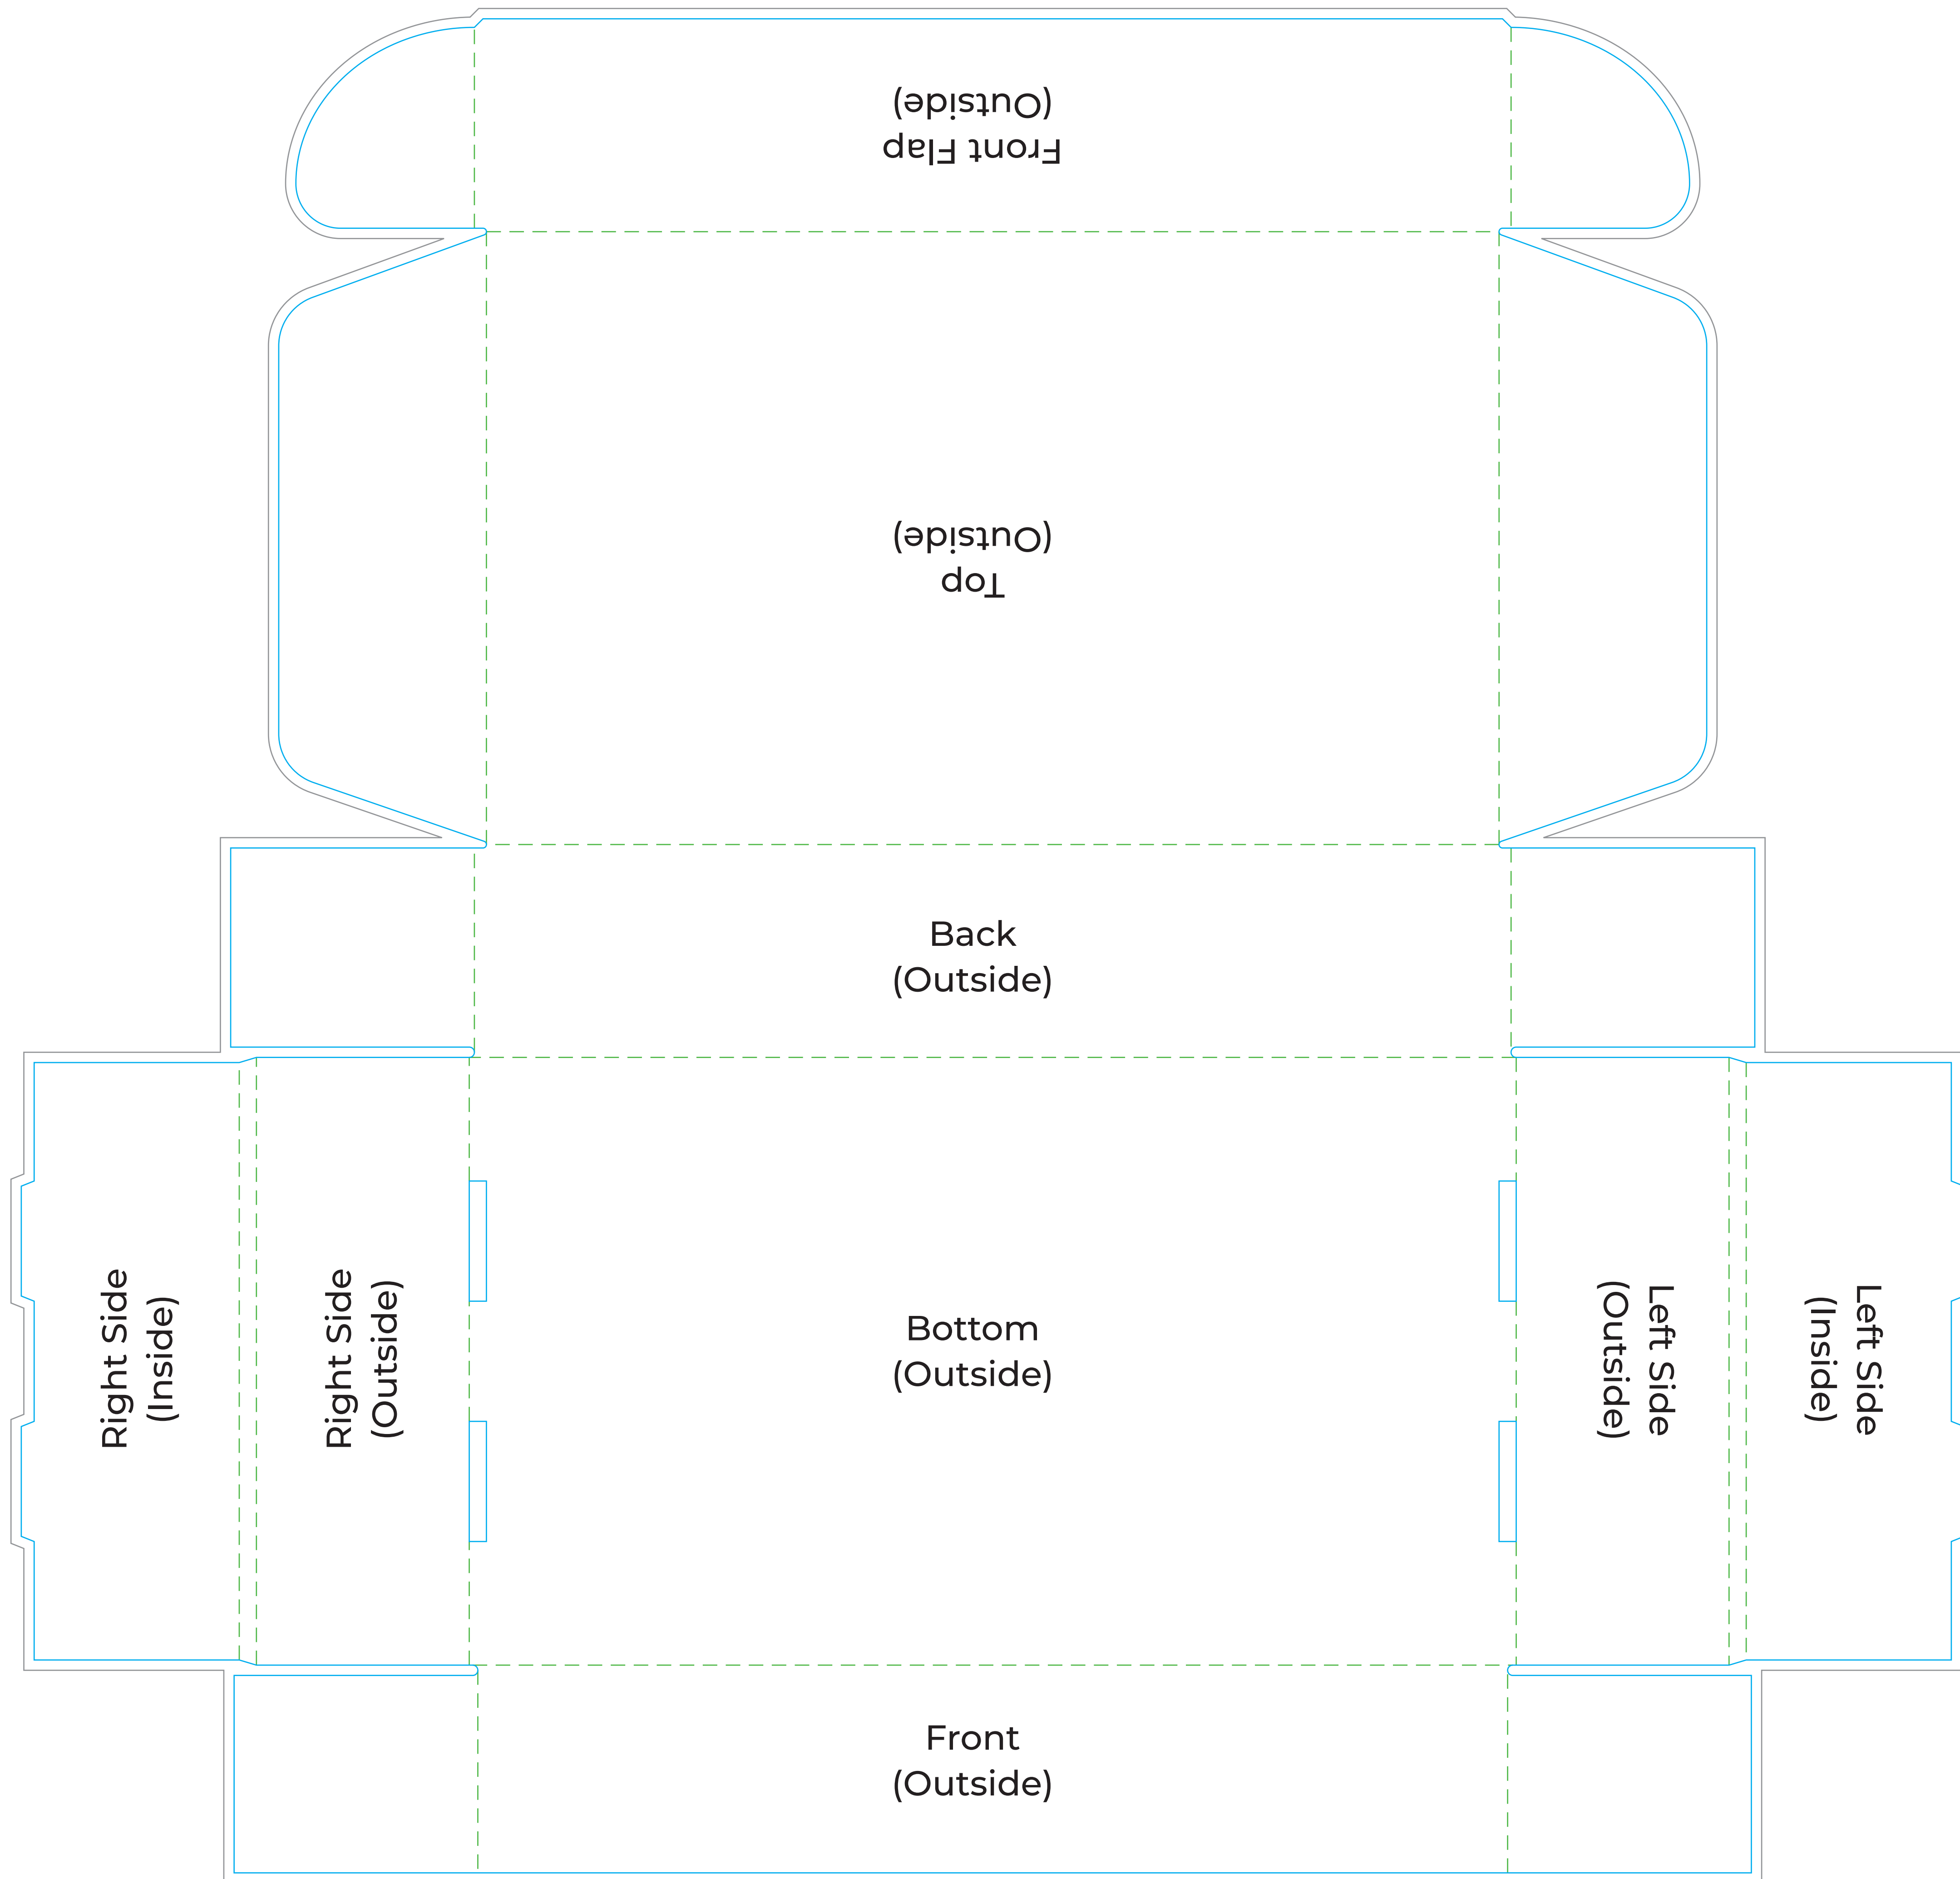 Front Flap
(Outside)
Top
(Outside)
Back
(Outside)
Right Side
(Inside)
Right Side
(Outside)
Bottom
(Outside)
Left Side
(Outside)
Left Side
(Inside)
Front
(Outside)